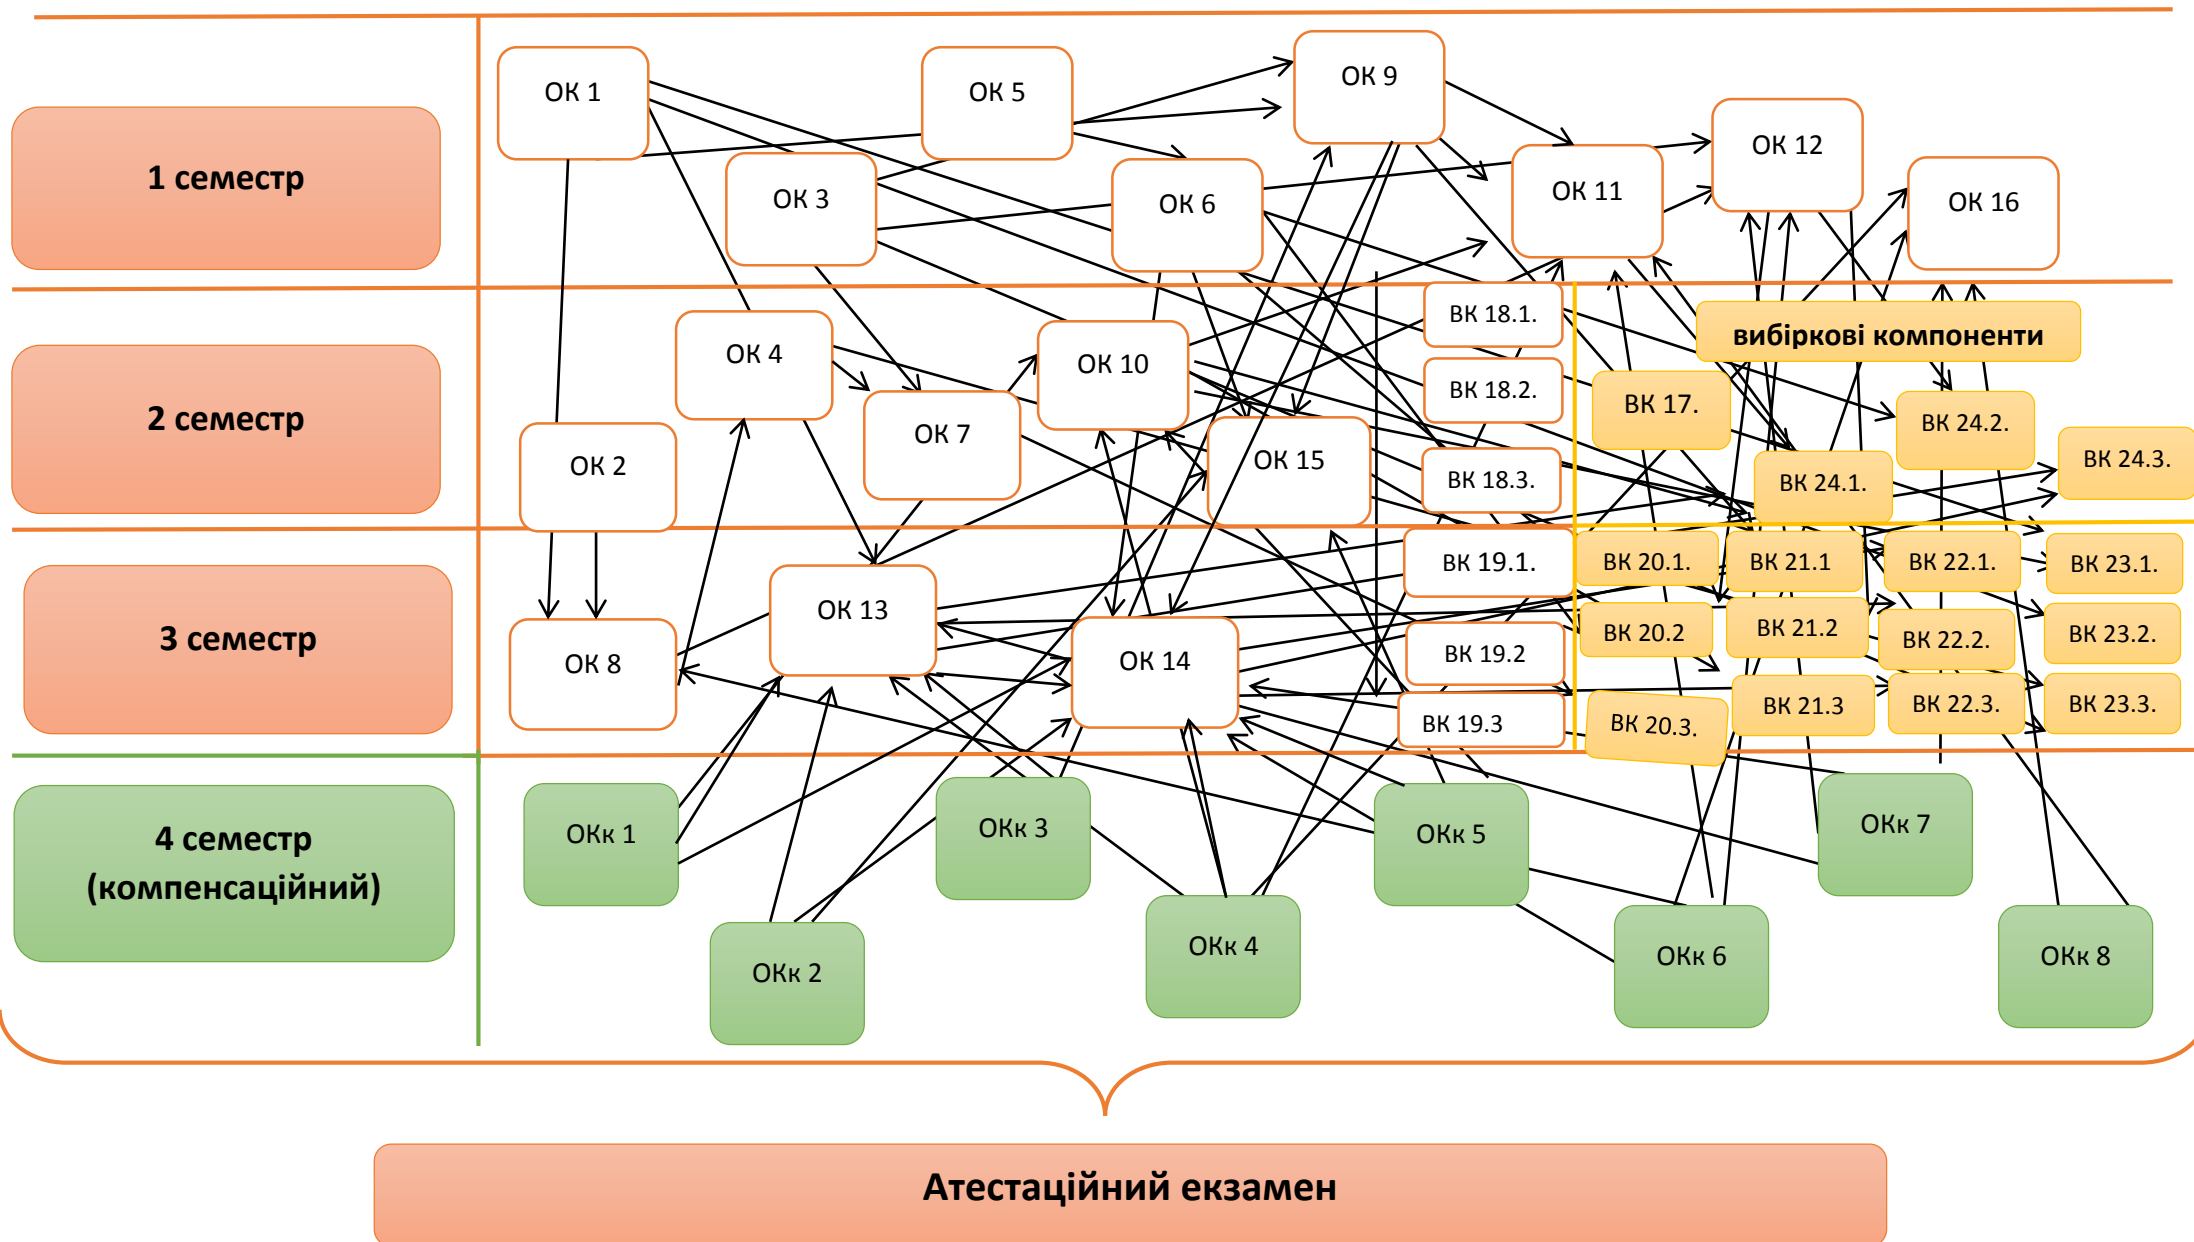 1 семестр
ОК 1
ОК 5
ОК 9
ОК 3
ОК 6
ОК 11
ОК 12
ОК 16
2 семестр
ОК 4
ОК 10
ОК 2
ОК 7
ОК 15
ВК 18.1.
ВК 18.2.
ВК 18.3.
вибіркові компоненти
ВК 17.
ВК 24.2.
ВК 24.1.
ВК 24.3.
3 семестр
ОК 8
ОК 13
ОК 14
ВК 19.1.
ВК 19.2
ВК 19.3
ВК 20.1.
ВК 21.1
ВК 22.1.
ВК 23.1.
ВК 20.2
ВК 21.2
ВК 22.2.
ВК 23.2.
ВК 20.3.
ВК 21.3
ВК 22.3.
ВК 23.3.
4 семестр
(компенсаційний)
ОКк 1
ОКк 3
ОКк 5
ОКк 7
ОКк 2
ОКк 4
ОКк 6
ОКк 8
Атестаційний екзамен